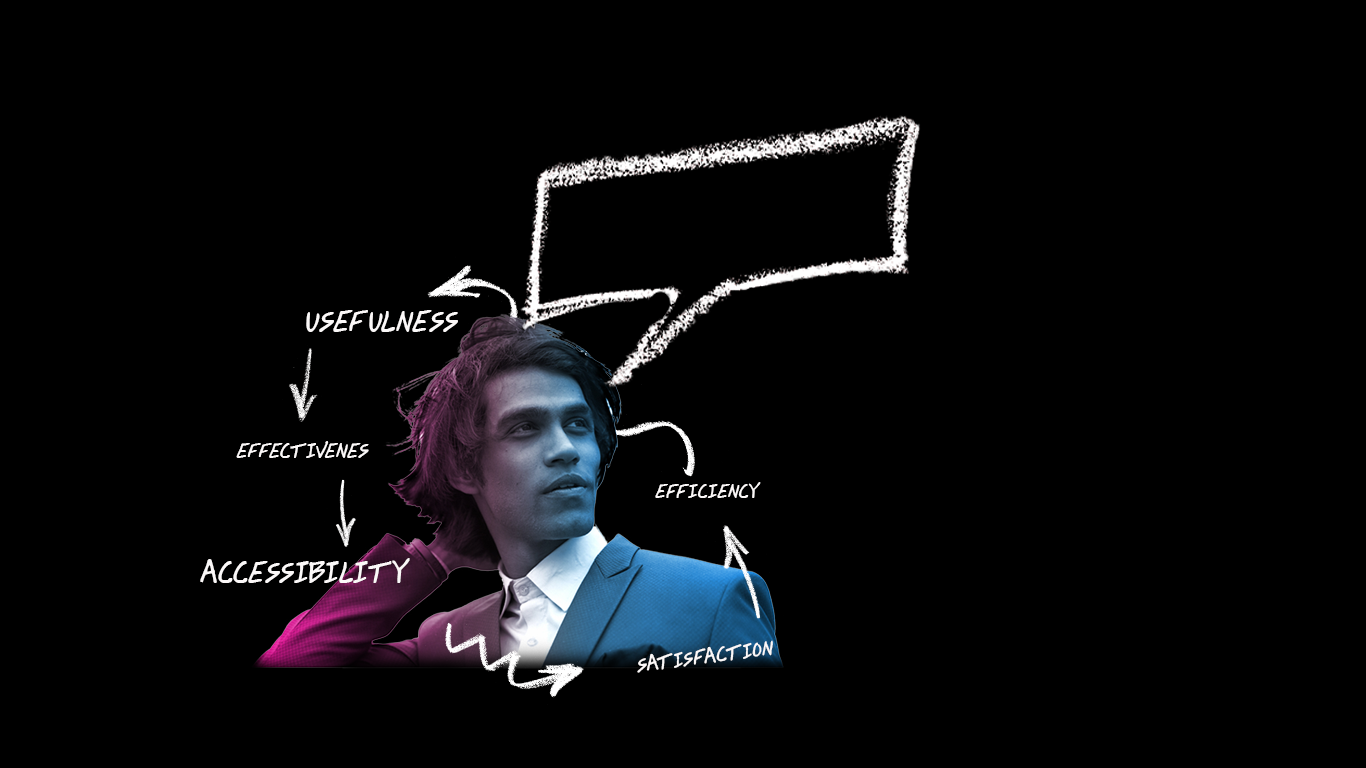 USEFULNESS
EFFECTIVENES
EFFICIENCY
ACCESSIBILITY
SATISFACTION